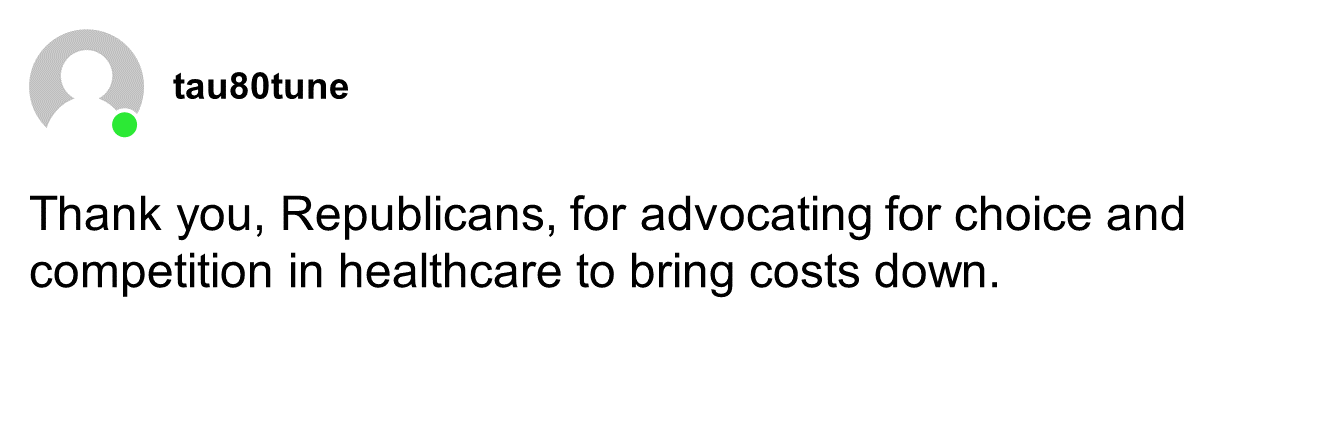 tau80tune
Thank you, Republicans, for advocating for choice and
competition in healthcare to bring costs down.